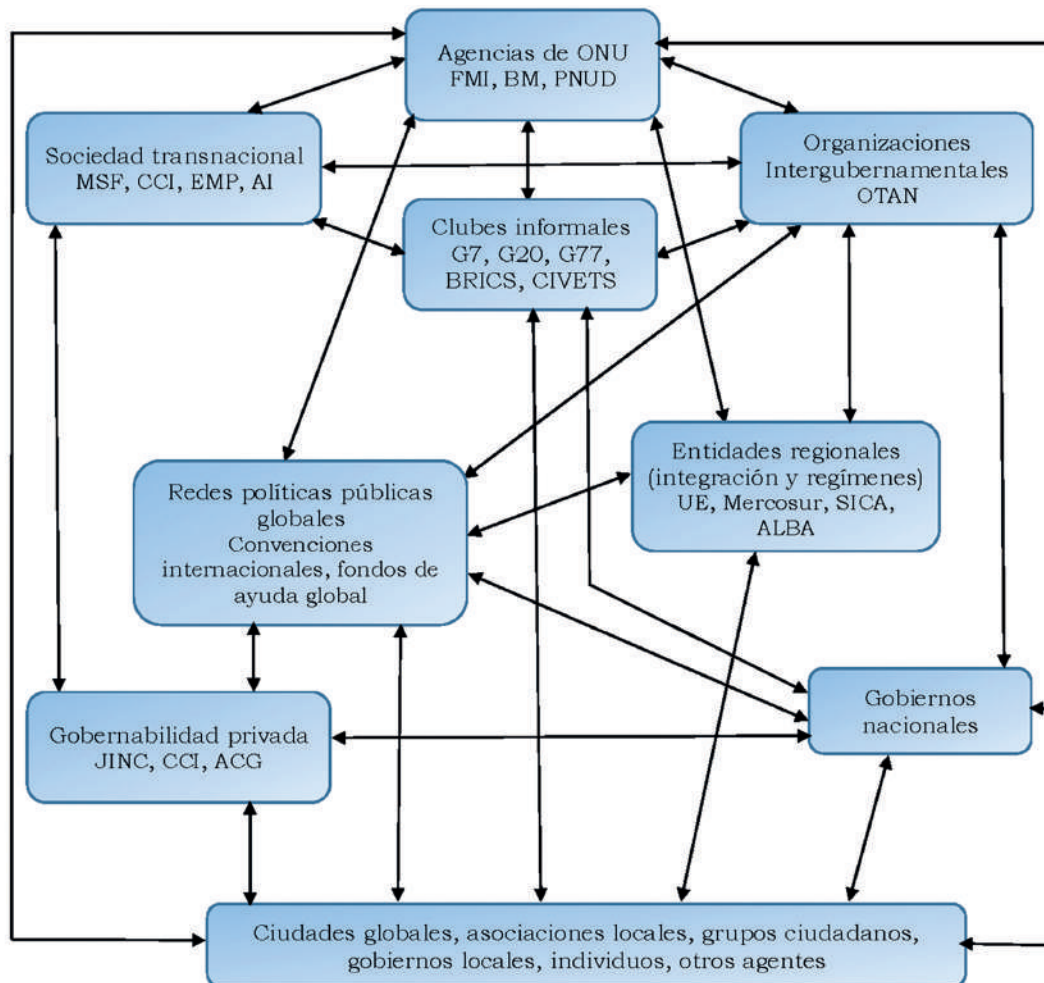 Agencias de ONU
FMI, BM, PNUD
Sociedad transnacional
MSF, CCI, EMP, AI
Organizaciones
Intergubernamentales
OTAN
Clubes informales
G7, G20, G77,
BRICS, CIVETS
Redes políticas públicas
globales
Convenciones
internacionales, fondos de
ayuda global
Entidades regionales
(integración y regímenes)
UE, Mercosur, SICA,
ALBA
Gobernabilidad privada
JINC, CCI, ACG
Gobiernos
nacionales
Ciudades globales, asociaciones locales, grupos ciudadanos,
gobiernos locales, individuos, otros agentes